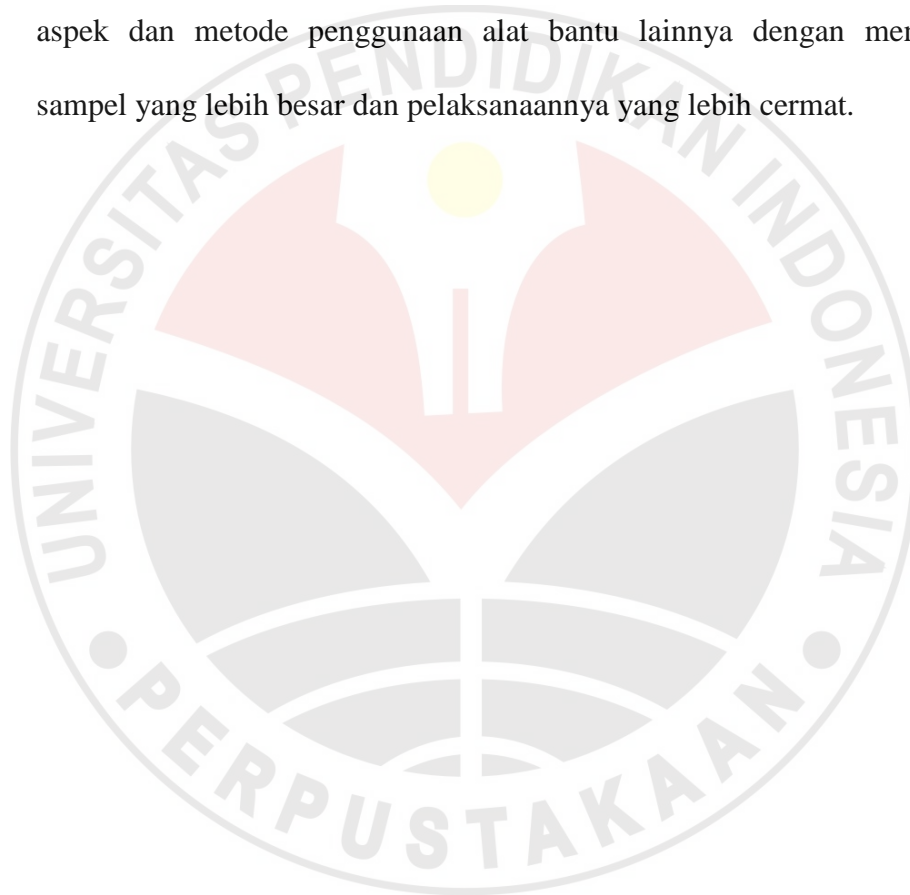 aspek dan metode penggunaan alat bantu lainnya dengan
sampel yang lebih besar dan pelaksanaannya yang lebih cermat.
UNIVERSITAS PENDIDIKAN INDONESIA
PERPUSTAKAAN